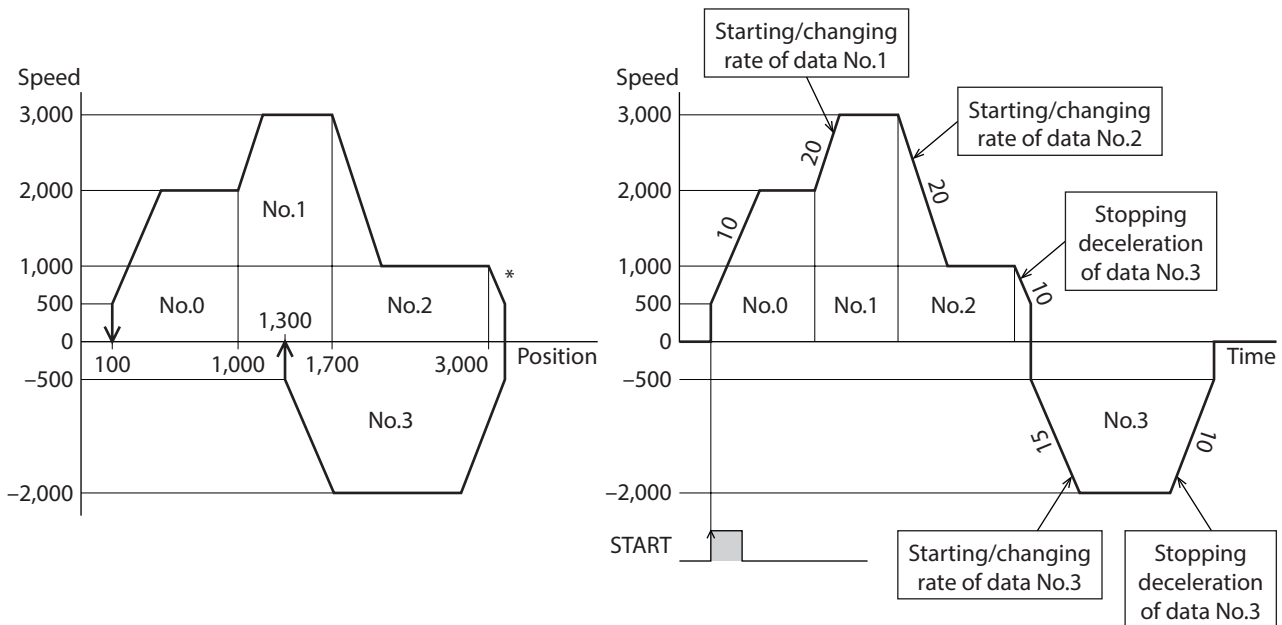 Speed
3,000
2,000
1,000
500
0
–500
–2,000
No.0
No.1
No.2
No.3
*
100
1,000
1,300
1,700
3,000
Position
Starting/changing
rate of data No.1
Starting/changing
rate of data No.2
Stopping
deceleration
of data No.3
Speed
3,000
2,000
1,000
500
0
–500
–2,000
10
20
20
10
15
10
No.0
No.1
No.2
No.3
Time
START
Starting/changing
rate of data No.3
Stopping
deceleration
of data No.3